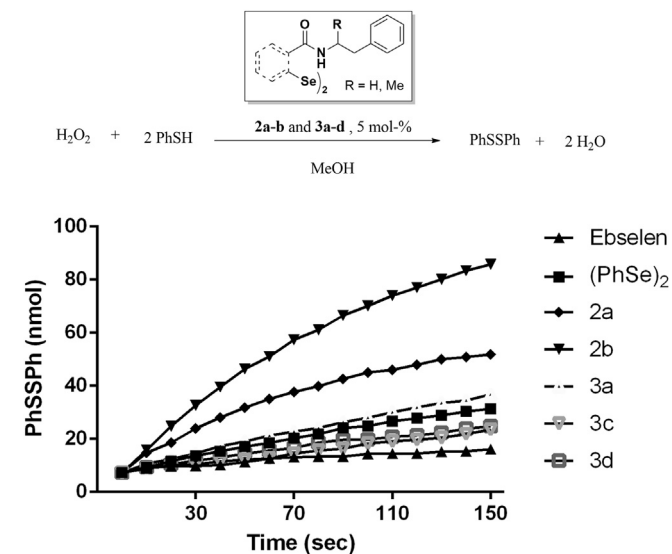 O
R
N
H
Se)2
R = H, Me
H2O2 + 2 PhSH
2a-b and 3a-d , 5 mol-%
MeOH
PhSSPh + 2 H2O
PhSSPh (nmol)
100
80
60
40
20
0
30
70
110
150
Time (sec)
Ebselen
(PhSe)2
2a
2b
3a
3c
3d